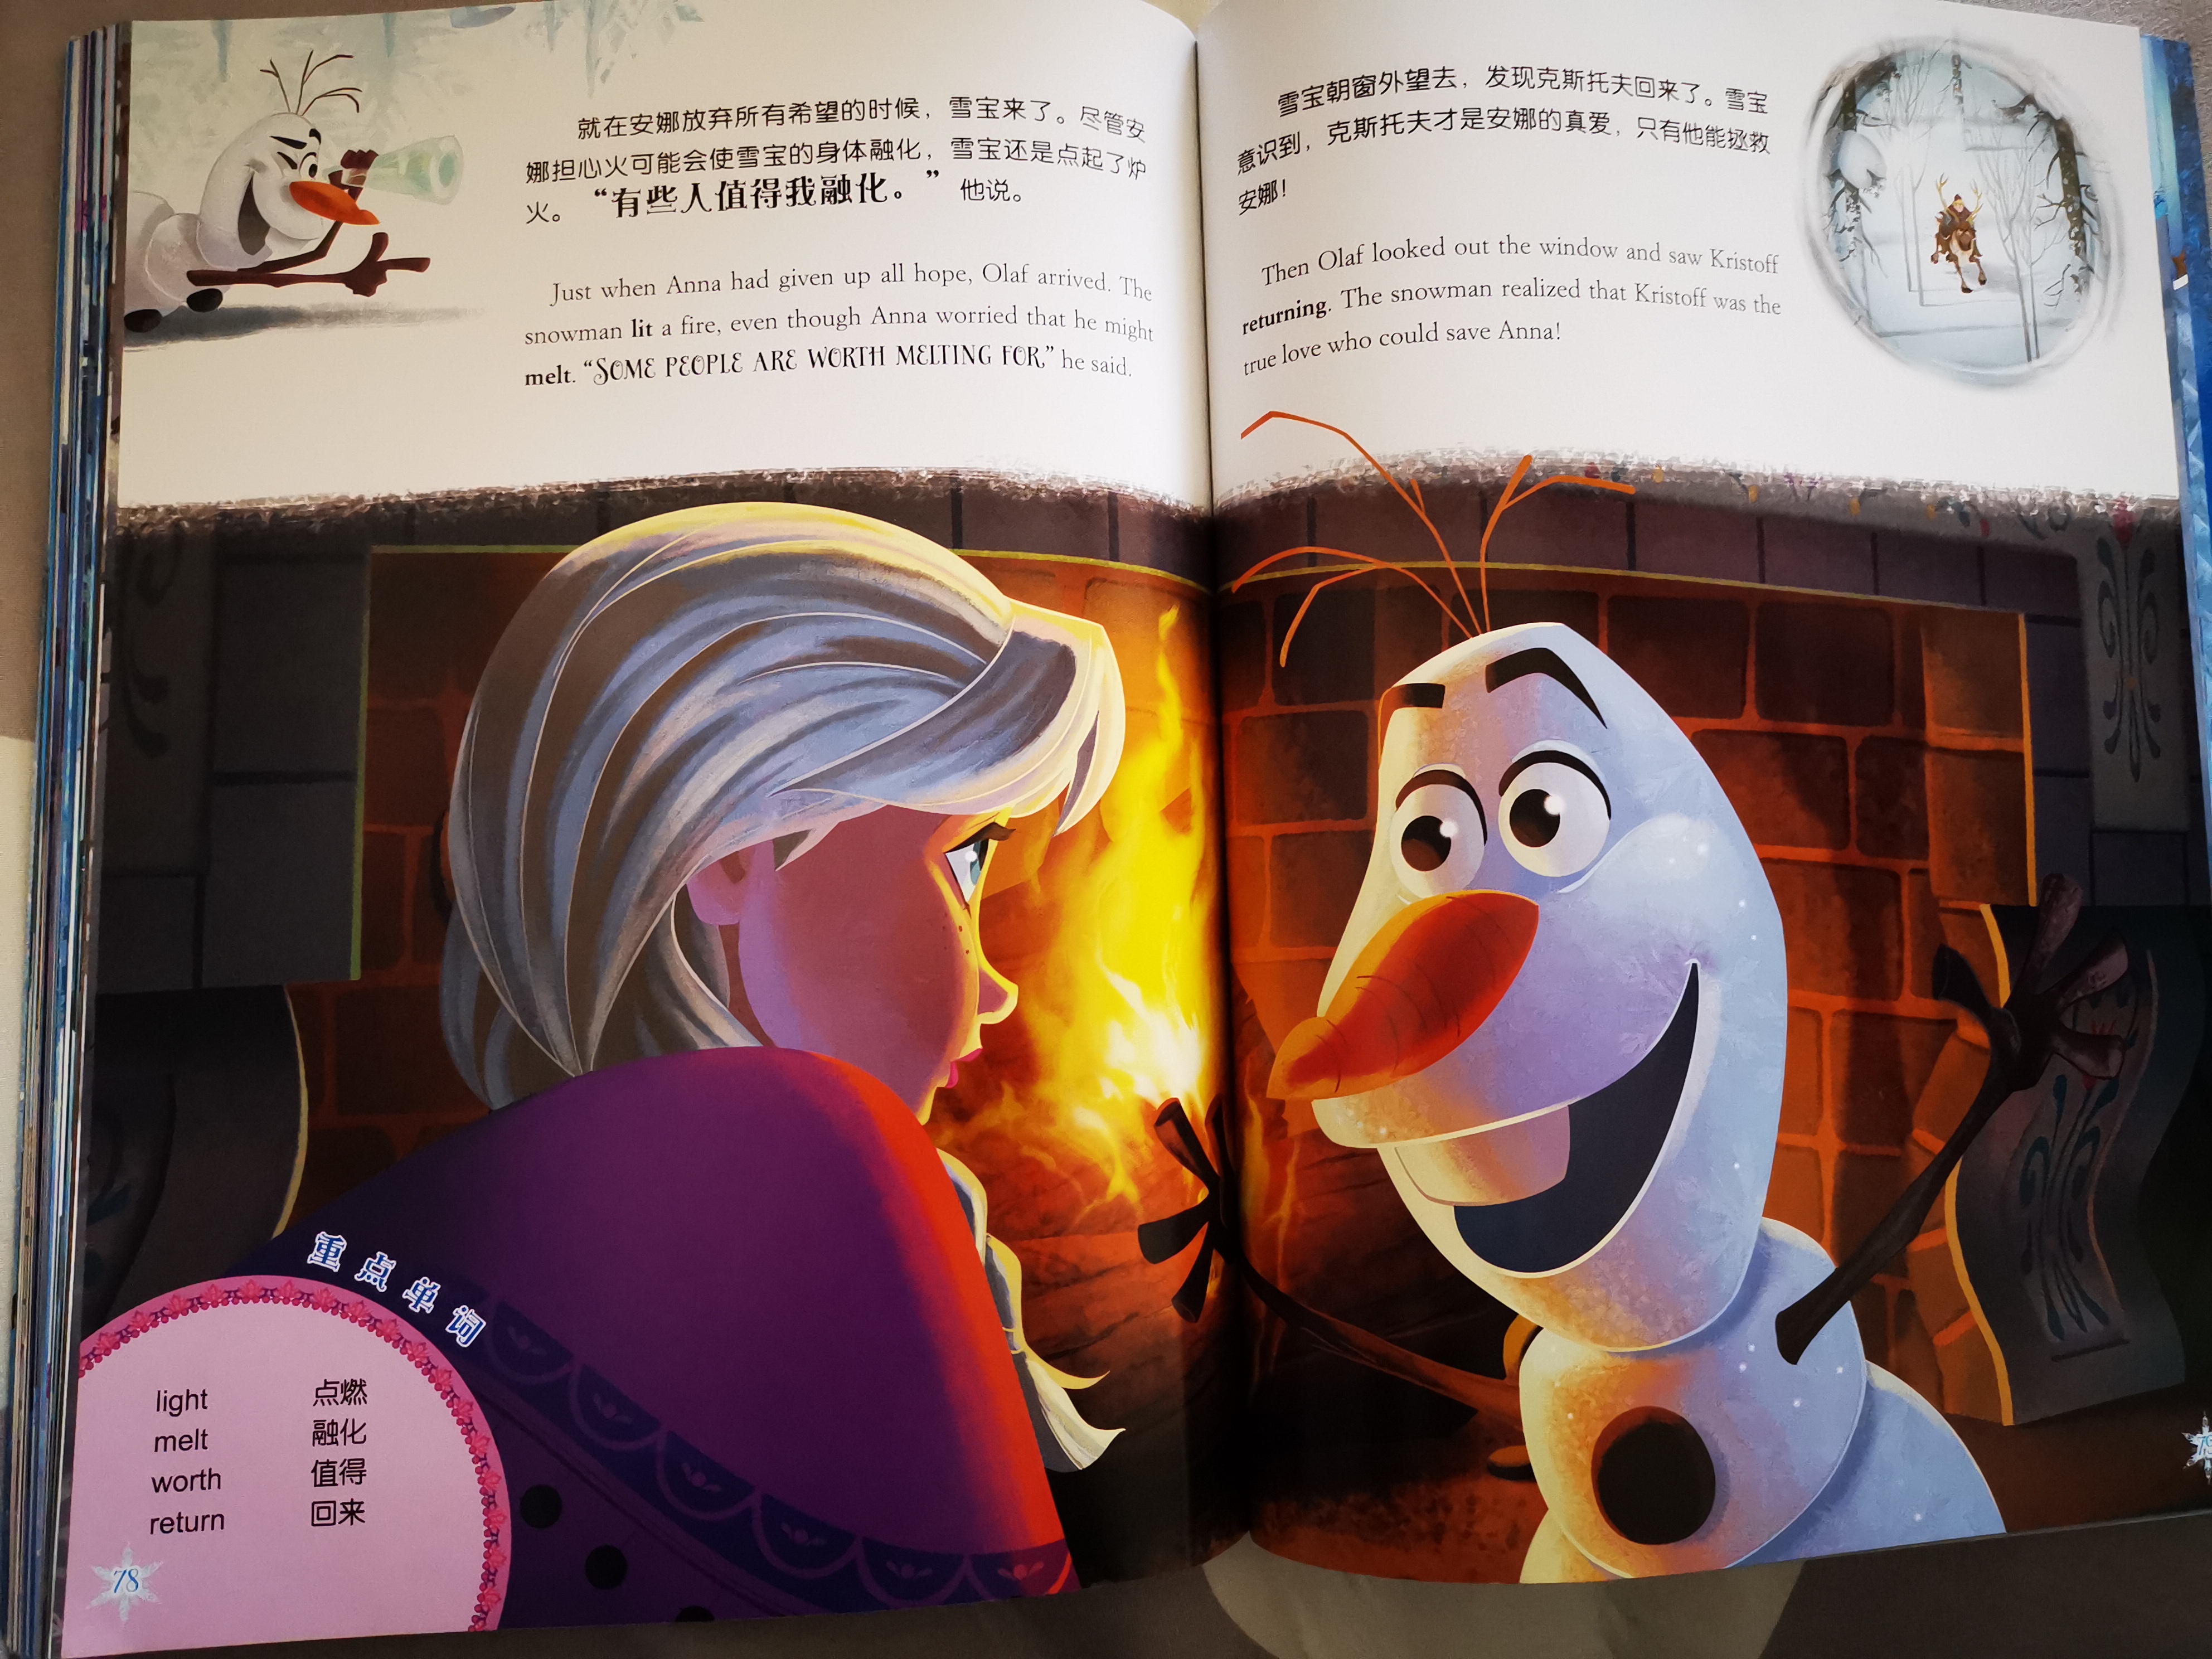 就在安娜放弃所有希望的时候，雪宝来了。尽管安
娜担心火可能会使雪宝的身体融化，雪宝还是点起了炉
火。“有些人值得我融化。”他说。
Just when Anna had given up all hope, Olaf arrived. The
snowman lit a fire, even though Anna worried that he might
melt. “SOME PEOPLE ARE WORTH MELTING FOR,” he said.
重点单词
light 点燃
melt 融化
worth 值得
return 回来
78
雪宝朝窗外望去，发现克斯托夫回来了。雪宝
意识到，克斯托夫才是安娜的真爱，只有他能拯救
安娜！
Then Olaf looked out the window and saw Kristoff
returning. The snowman realized that Kristoff was the
true love who could save Anna!
79